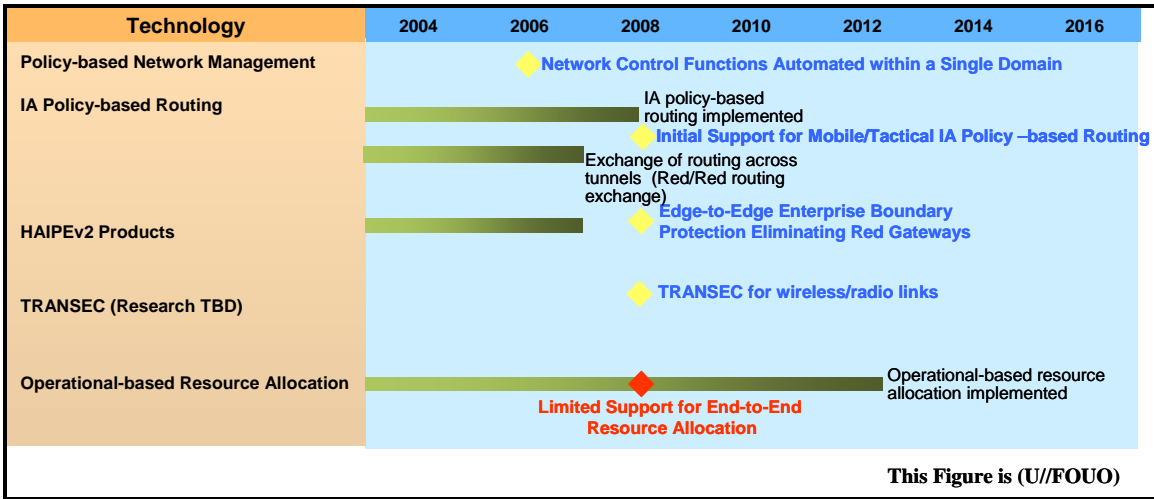 Technology 2004 2006 2008 2010 2012 2014 2016
Policy-based Network Management
Network Control Functions Automated within a Single Domain
IA Policy-based Routing
IA policy-based
routing implemented
Initial Support for Mobile/Tactical IA Policy –based Routing
Exchange of routing across
tunnels (Red/Red routing
exchange)
HAIPEv2 Products
Edge-to-Edge Enterprise Boundary
Protection Eliminating Red Gateways
TRANSEC (Research TBD)
TRANSEC for wireless/radio links
Operational-based Resource Allocation
Operational-based resource
allocation implemented
Limited Support for End-to-End
Resource Allocation
This Figure is (U//FOUO)